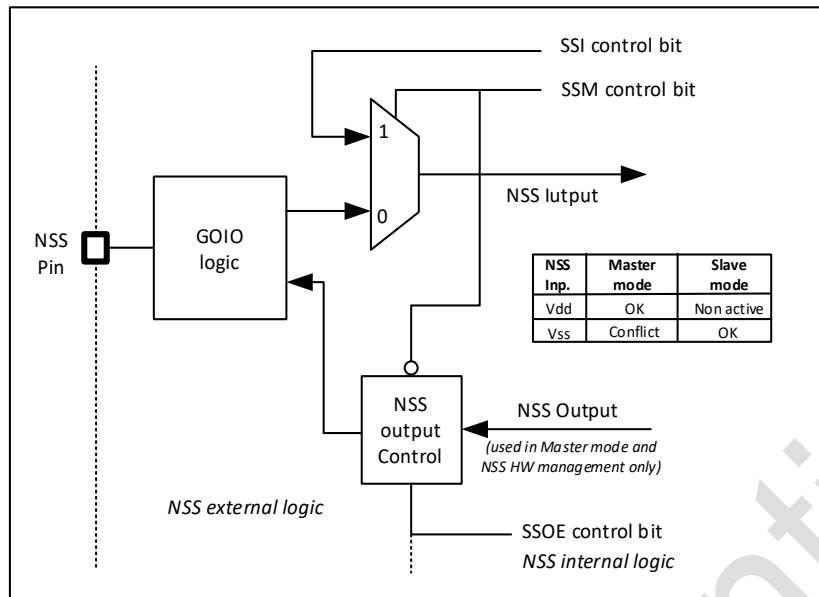 SSI control bit
SSM control bit
1
0
NSS Iutput
NSS
Pin
GOIO
logic
NSS Master Slave
Inp. mode mode
Vdd OK Non active
Vss Conflict OK
NSS
output
Control
NSS Output
(used in Master mode and
NSS HW management only)
NSS external logic
SSOE control bit
NSS internal logic